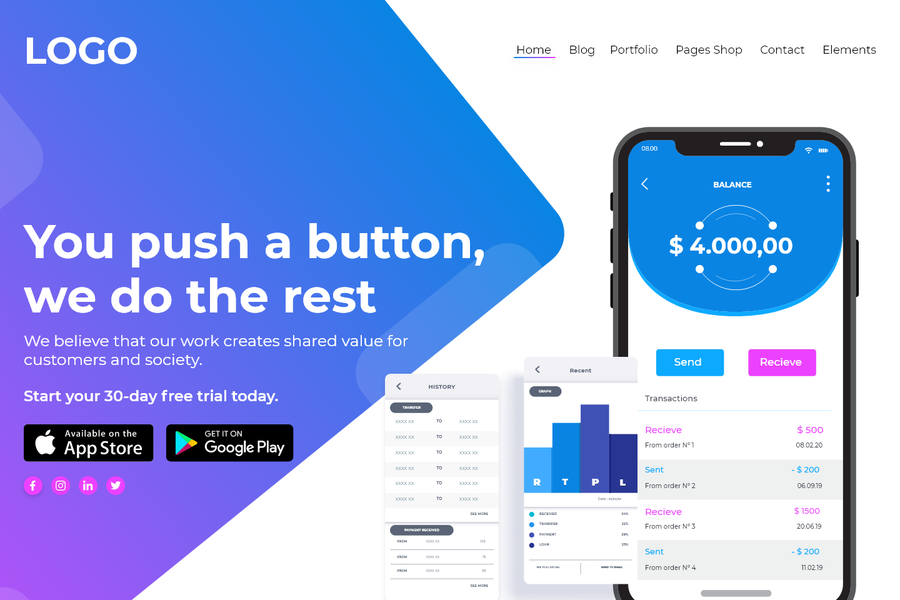 LOGO
Home Blog Portfolio Pages Shop Contact Elements
You push a button,
we do the rest
We believe that our work creates shared value for
customers and society.
Start your 30-day free trial today.
Available on the
App Store
GET IT ON
Google Play
HISTORY
TRANSFER
XXXX XX TO XXXX XX
XXXX XX TO XXXX XX
XXXX XX TO XXXX XX
XXXX XX TO XXXX XX
XXXX XX TO XXXX XX
XXXX XX TO XXXX XX
SEE MORE
PAYMENT RECEIVED
FROM XXXX XX
FROM XXXX XX
FROM XXXX XX
SEE MORE
Recent
GRAPH
R T P L
RECEIVED
TRANSFER
PAYMENT
LOAN
08.00
BALANCE
$ 4.000,00
Send Recieve
Transactions
Recieve $ 500
From order Nº 1 08.02.20
Sent - $ 200
From order Nº 2 06.09.19
Recieve $ 1500
From order Nº 3 20.06.19
Sent - $ 200
From order Nº 4 11.02.19